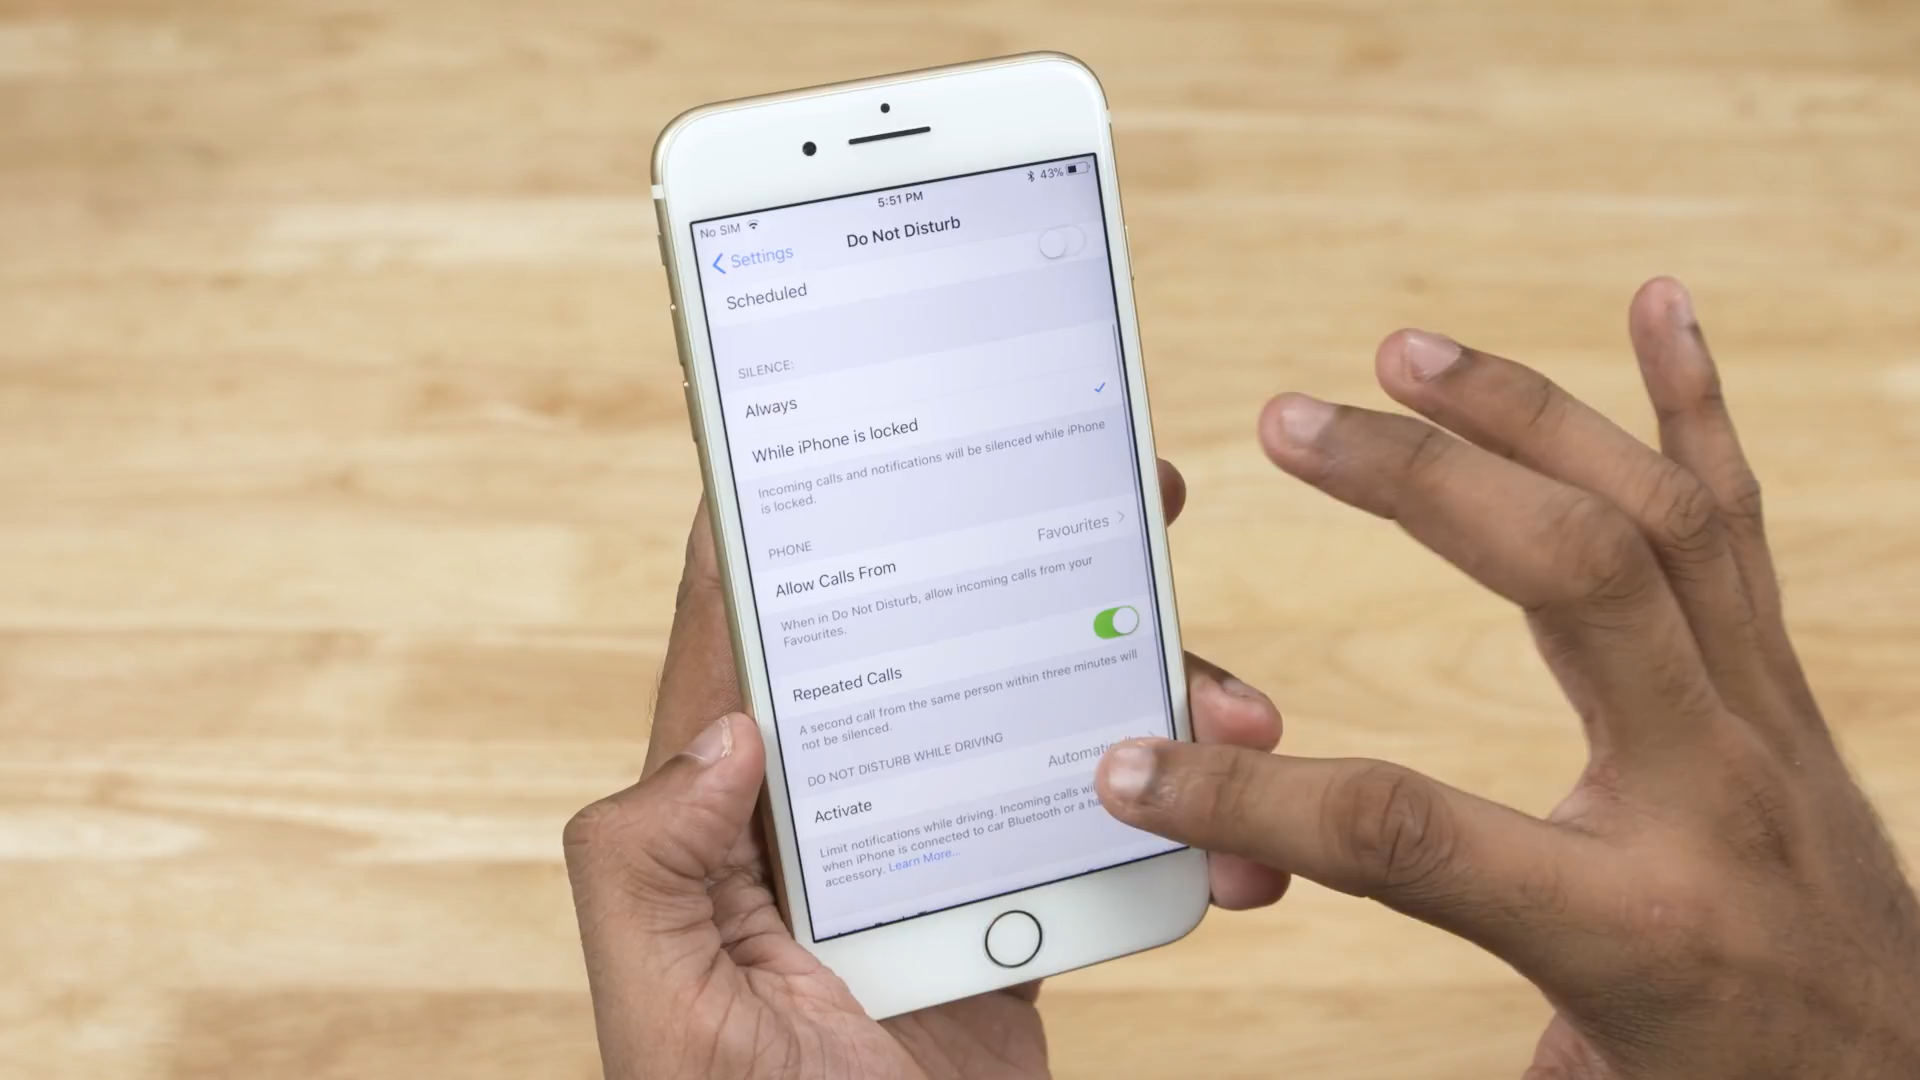 No SIM 5:51 PM 43%
Settings Do Not Disturb
Scheduled
SILENCE:
Always
While iPhone is locked
Incoming calls and notifications will be silenced while iPhone
is locked.
PHONE
Allow Calls From Favourites
When in Do Not Disturb, allow incoming calls from your
Favourites.
Repeated Calls
A second call from the same person within three minutes will
not be silenced.
DO NOT DISTURB WHILE DRIVING
Activate
Limit notifications while driving. Incoming calls
when iPhone is connected to car Bluetooth or a
accessory. Learn More...